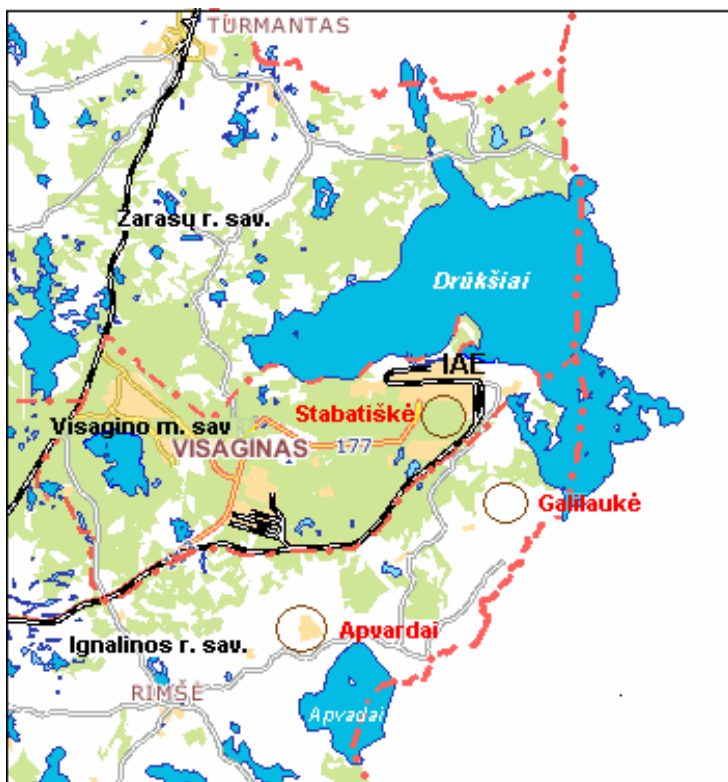 TURMANTAS
Zarasų r. sav.
Drūkšiai
IAE
Stabatiškė
Visagino m. sav
VISAGINAS
177
Galilaukė
Apvardai
Ignalinos r. sav.
RIMŠĖ
Apvadai